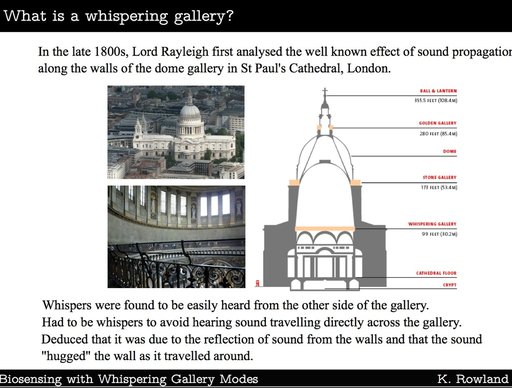 What is a whispering gallery?
In the late 1800s, Lord Rayleigh first analysed the well known effect of sound propagation
along the walls of the dome gallery in St Paul's Cathedral, London.
BALL & LANTERN
355.5 FEET (108.4M)
GOLDEN GALLERY
280 FEET (85.4M)
DOME
STONE GALLERY
173 FEET (53.4M)
WHISPERING GALLERY
99 FEET (30.2M)
CATHEDRAL FLOOR
CRYPT
Whispers were found to be easily heard from the other side of the gallery.
Had to be whispers to avoid hearing sound travelling directly across the gallery.
Deduced that it was due to the reflection of sound from the walls and that the sound
"hugged" the wall as it travelled around.
Biosensing with Whispering Gallery Modes
K. Rowland